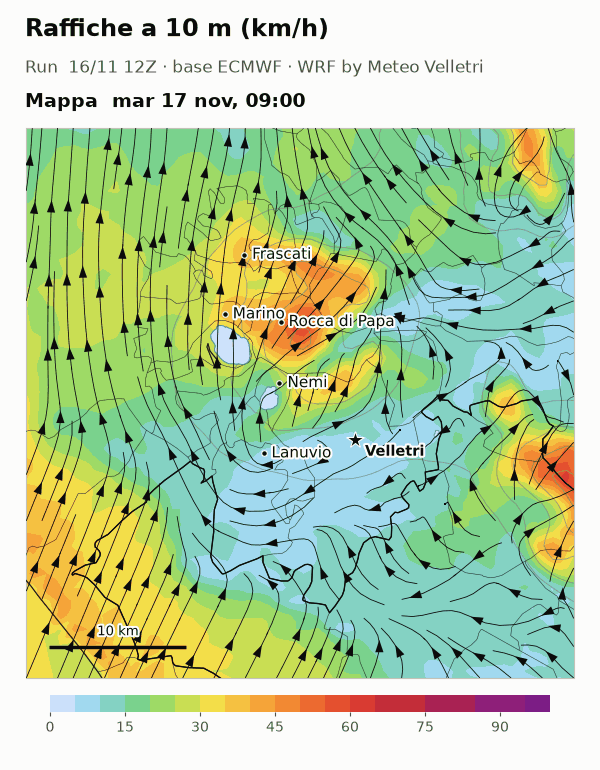 Raffiche a 10 m (km/h)
Run  16/11 12Z · base ECMWF · WRF by Meteo Velletri
Mappa  mar 17 nov, 09:00
Frascati
Marino
Rocca di Papa
Nemi
Lanuvio
Velletri
10 km
0 15 30 45 60 75 90